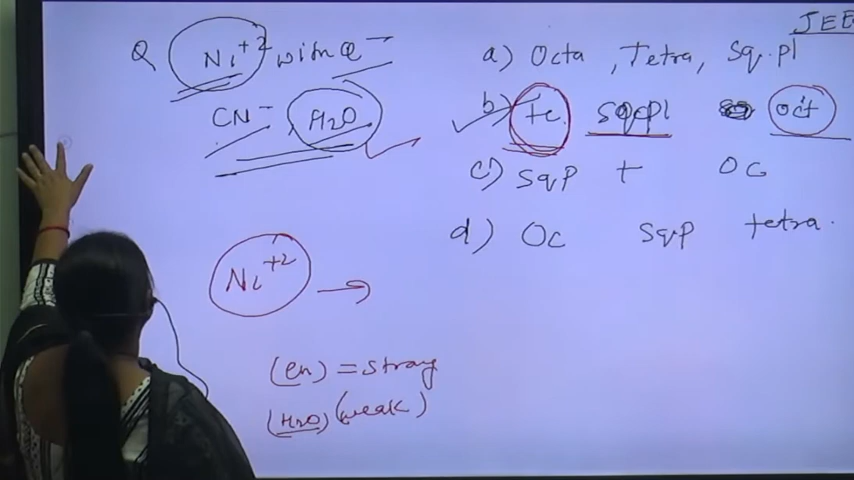 JEE
Q Ni+2 with Cl-
CN- , H2O
a) Octa , Tetra, Sq.pl
b) te. sqpl oct
c) sqp t OC
d) Oc sqp tetra.
Ni+2 →
(en) = strong
(H2O) (weak)